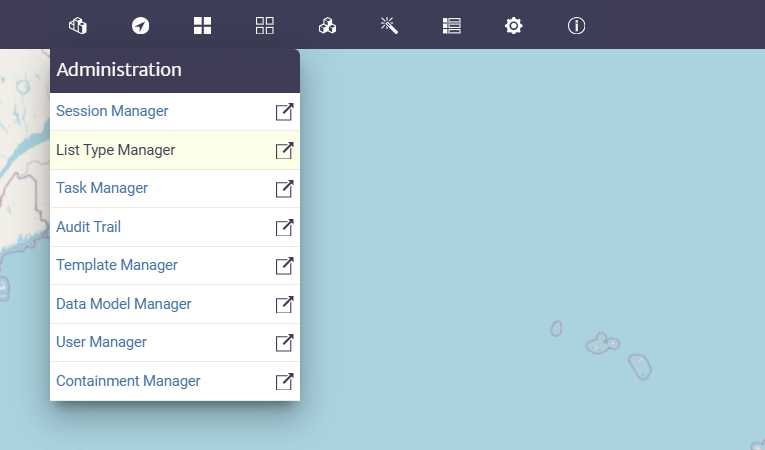 Administration
Session Manager
List Type Manager
Task Manager
Audit Trail
Template Manager
Data Model Manager
User Manager
Containment Manager